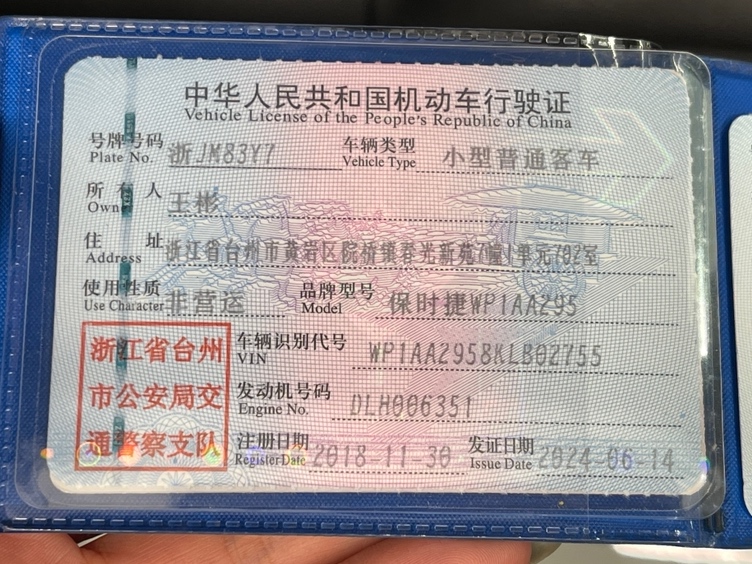 中华人民共和国机动车行驶证
Vehicle License of the People's Republic of China
号牌号码 浙JM83Y7 车辆类型 小型普通客车
Plate No. Vehicle Type
所有人 王彬
Owner
住址 浙江省台州市黄岩区院桥镇春光新苑7幢1单元702室
Address
使用性质 非营运 品牌型号 保时捷WP1AA295
Use Character Model
浙江省台州 车辆识别代号 WP1AA2958KLB02755
VIN
市公安局交 发动机号码 DLH006351
Engine No.
通警察支队 注册日期 2018-11-30 发证日期 2024-06-14
Register Date Issue Date